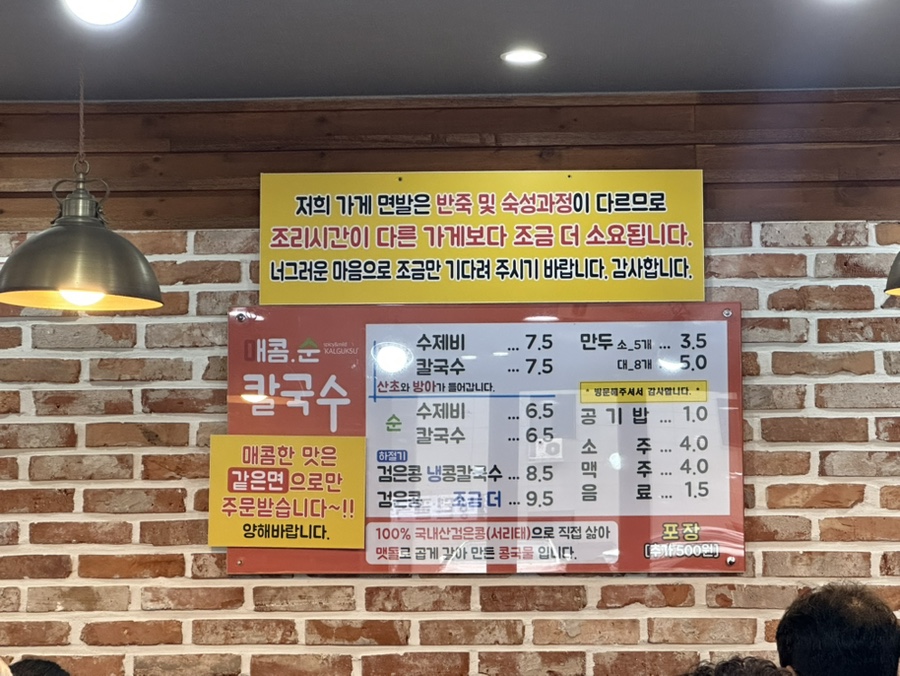 저희 가게 면발은 반죽 및 숙성과정이 다르므로
조리시간이 다른 가게보다 조금 더 소요됩니다.
너그러운 마음으로 조금만 기다려 주시기 바랍니다. 감사합니다.
매콤.순
KALGUKSU
칼국수
매콤한 맛은
같은면으로만
주문받습니다~!!
양해바랍니다.
수제비 ... 7.5
칼국수 ... 7.5
산초와 방아가 들어갑니다.
순
수제비 ... 6.5
칼국수 ... 6.5
하절기
검은콩 냉콩칼국수 ... 8.5
검은콩 조금 더 ... 9.5
100% 국내산검은콩(서리태)으로 직접 삶아
맷돌로 곱게 갈아 만든 콩국물 입니다.
만두 소_5개 ... 3.5
대_8개 ... 5.0
* 방문해주셔서 감사합니다. *
공기밥 ... 1.0
소주 ... 4.0
맥주 ... 4.0
음료 ... 1.5
포장
[추가 500원]